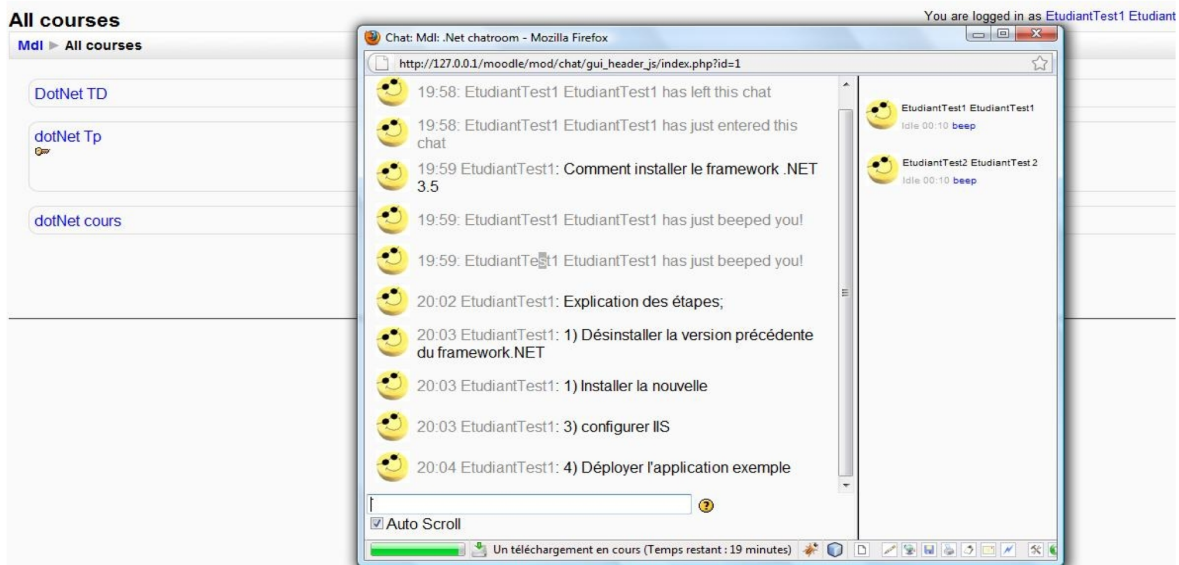 All courses
You are logged in as EtudiantTest1 Etudiant
Mdl ► All courses
DotNet TD
dotNet Tp
dotNet cours
Chat: Mdl: .Net chatroom - Mozilla Firefox
http://127.0.0.1/moodle/mod/chat/gui_header_js/index.php?id=1
19:58: EtudiantTest1 EtudiantTest1 has left this chat
19:58: EtudiantTest1 EtudiantTest1 has just entered this
chat
19:59 EtudiantTest1: Comment installer le framework .NET
3.5
19:59: EtudiantTest1 EtudiantTest1 has just beeped you!
19:59: EtudiantTest1 EtudiantTest1 has just beeped you!
20:02 EtudiantTest1: Explication des étapes;
20:03 EtudiantTest1: 1) Désinstaller la version précédente
du framework.NET
20:03 EtudiantTest1: 1) Installer la nouvelle
20:03 EtudiantTest1: 3) configurer IIS
20:04 EtudiantTest1: 4) Déployer l'application exemple
Auto Scroll
EtudiantTest1 EtudiantTest1
Idle 00:10 beep
EtudiantTest2 EtudiantTest 2
Idle 00:10 beep
Un téléchargement en cours (Temps restant : 19 minutes)